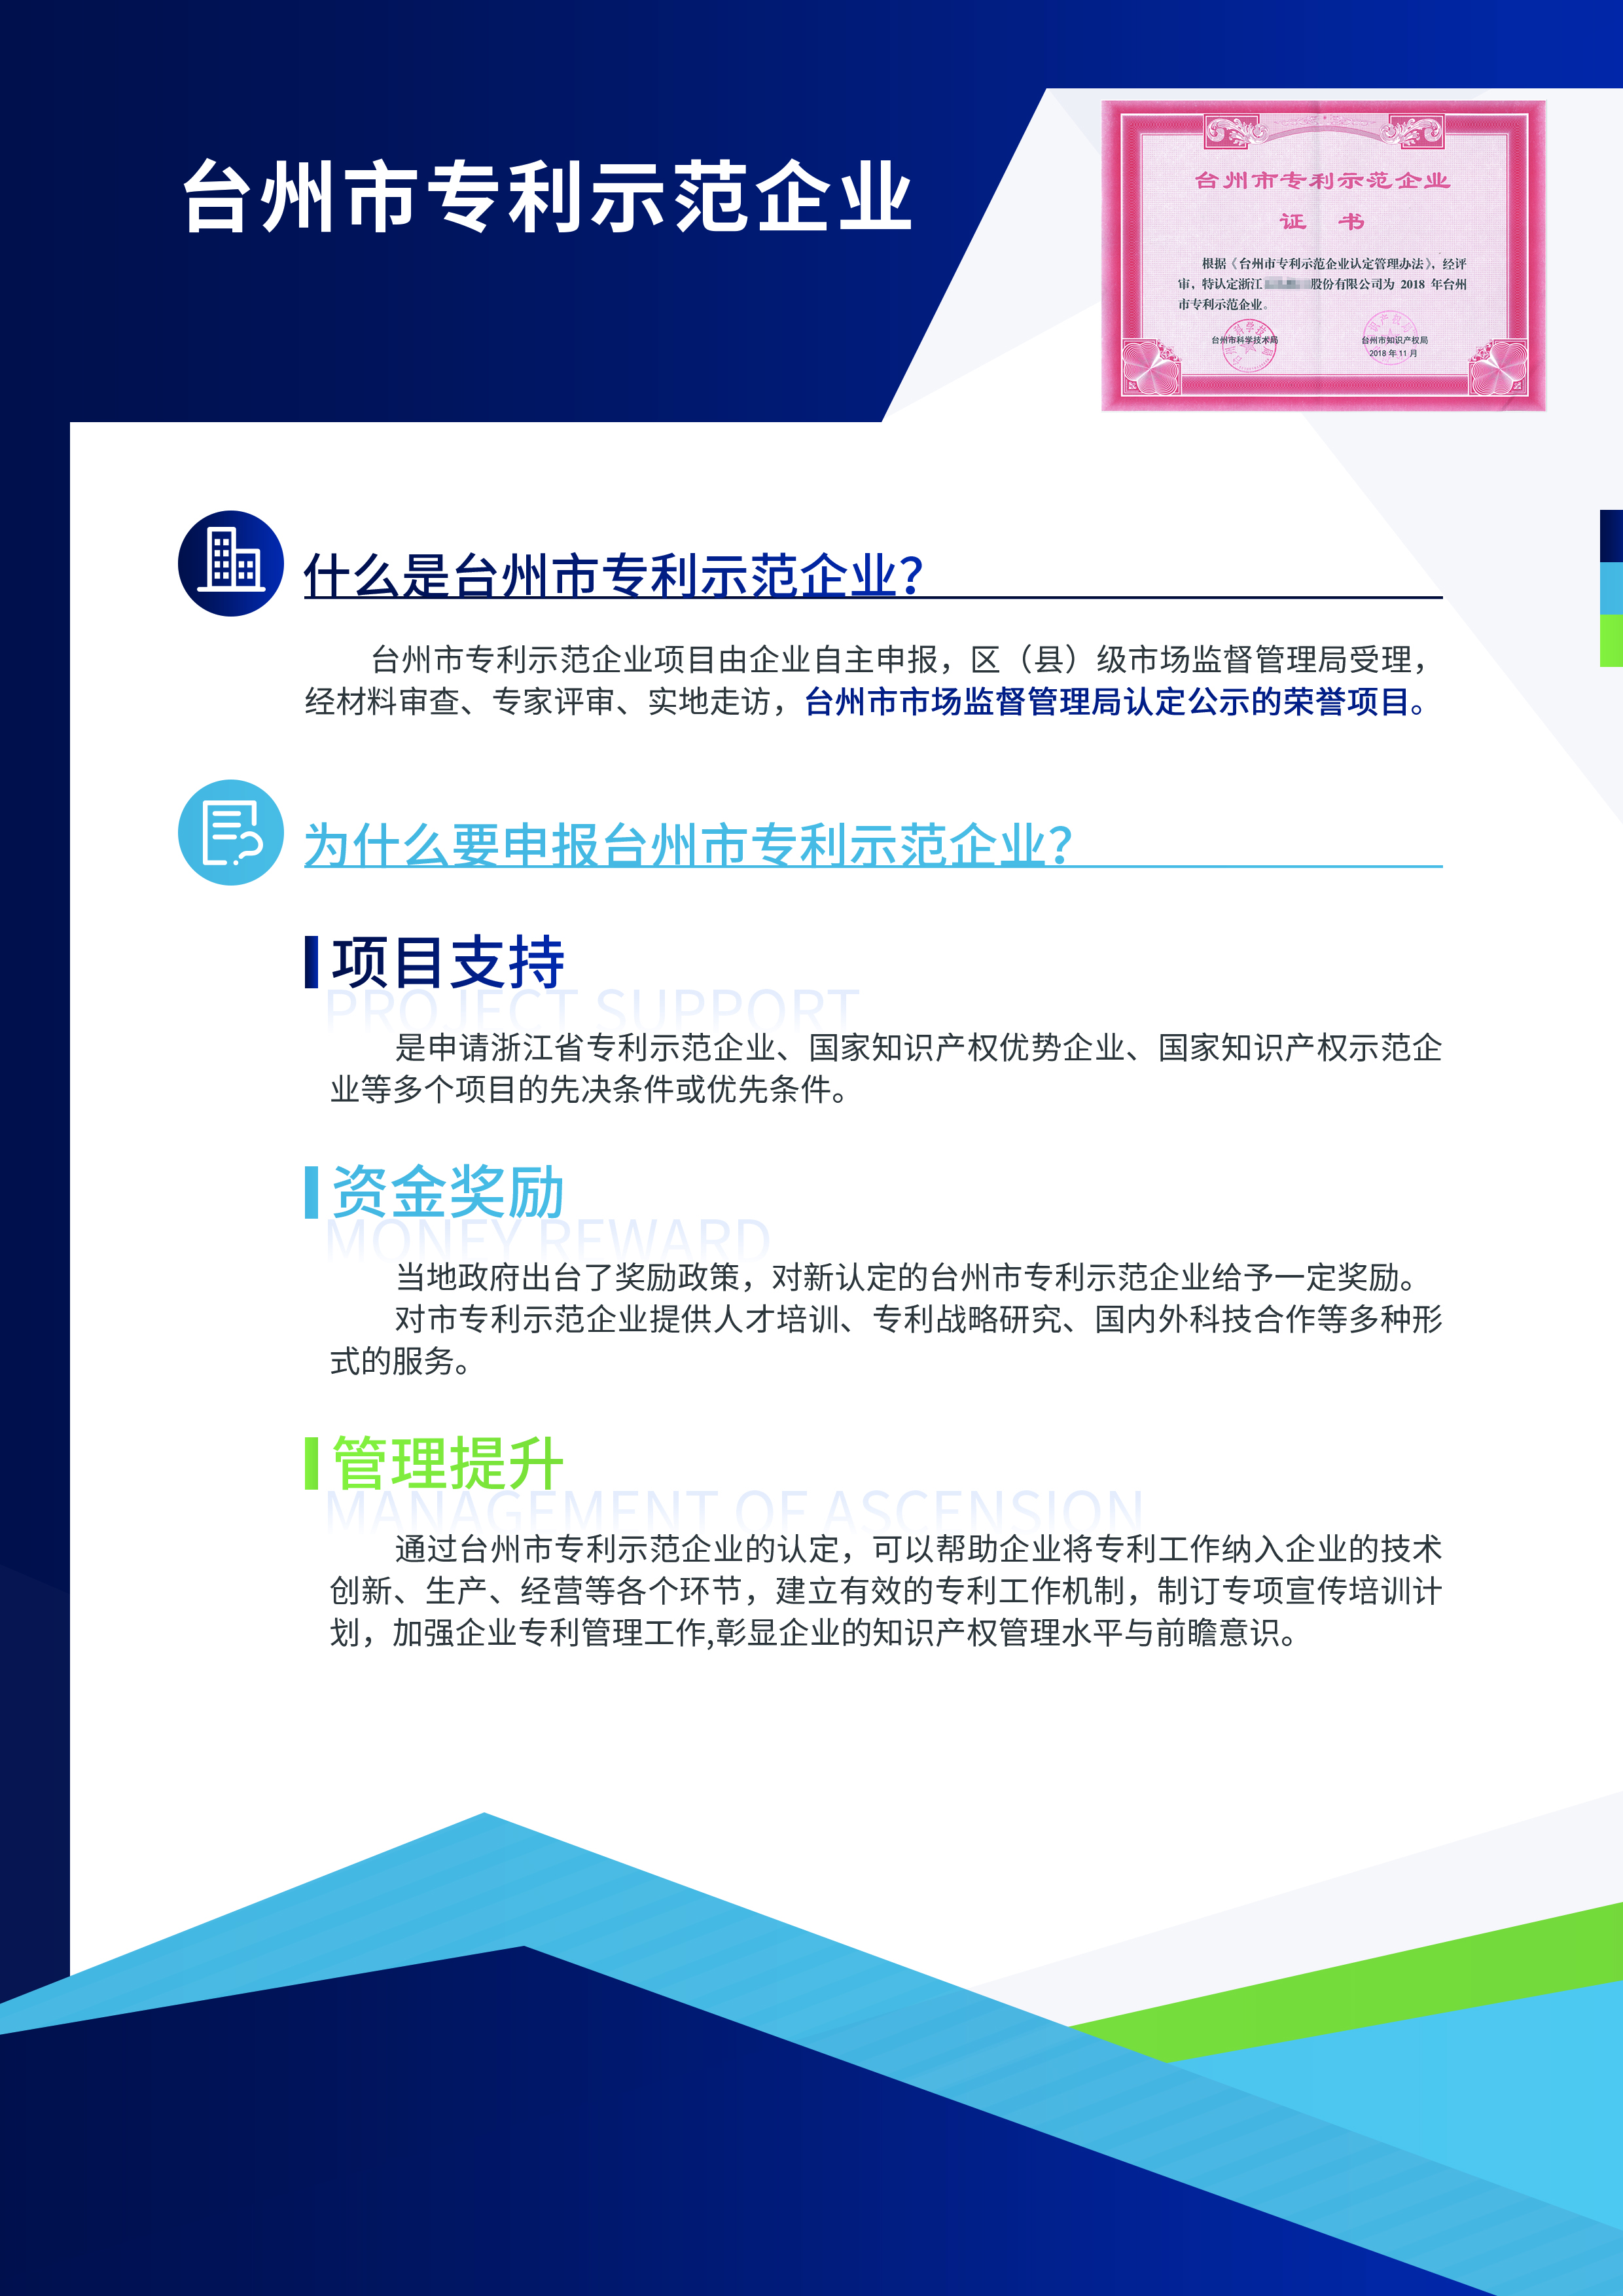 台州市专利示范企业
台州市专利示范企业
证 书
根据《台州市专利示范企业认定管理办法》,经评
审,特认定浙江 股份有限公司为 2018 年台州
市专利示范企业。
台州市科学技术局
台州市知识产权局
2018 年 11 月
什么是台州市专利示范企业?
台州市专利示范企业项目由企业自主申报，区（县）级市场监督管理局受理，
经材料审查、专家评审、实地走访，台州市市场监督管理局认定公示的荣誉项目。
为什么要申报台州市专利示范企业?
项目支持
PROJECT SUPPORT
是申请浙江省专利示范企业、国家知识产权优势企业、国家知识产权示范企
业等多个项目的先决条件或优先条件。
资金奖励
MONEY REWARD
当地政府出台了奖励政策，对新认定的台州市专利示范企业给予一定奖励。
对市专利示范企业提供人才培训、专利战略研究、国内外科技合作等多种形
式的服务。
管理提升
MANAGEMENT OF ASCENSION
通过台州市专利示范企业的认定，可以帮助企业将专利工作纳入企业的技术
创新、生产、经营等各个环节，建立有效的专利工作机制，制订专项宣传培训计
划，加强企业专利管理工作,彰显企业的知识产权管理水平与前瞻意识。